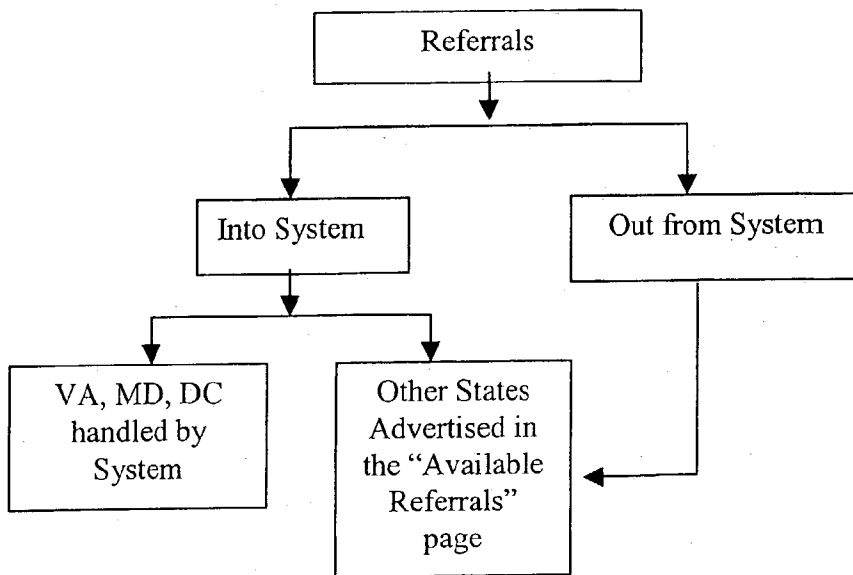 Referrals
Into System
Out from System
VA, MD, DC
handled by
System
Other States
Advertised in
the “Available
Referrals”
page